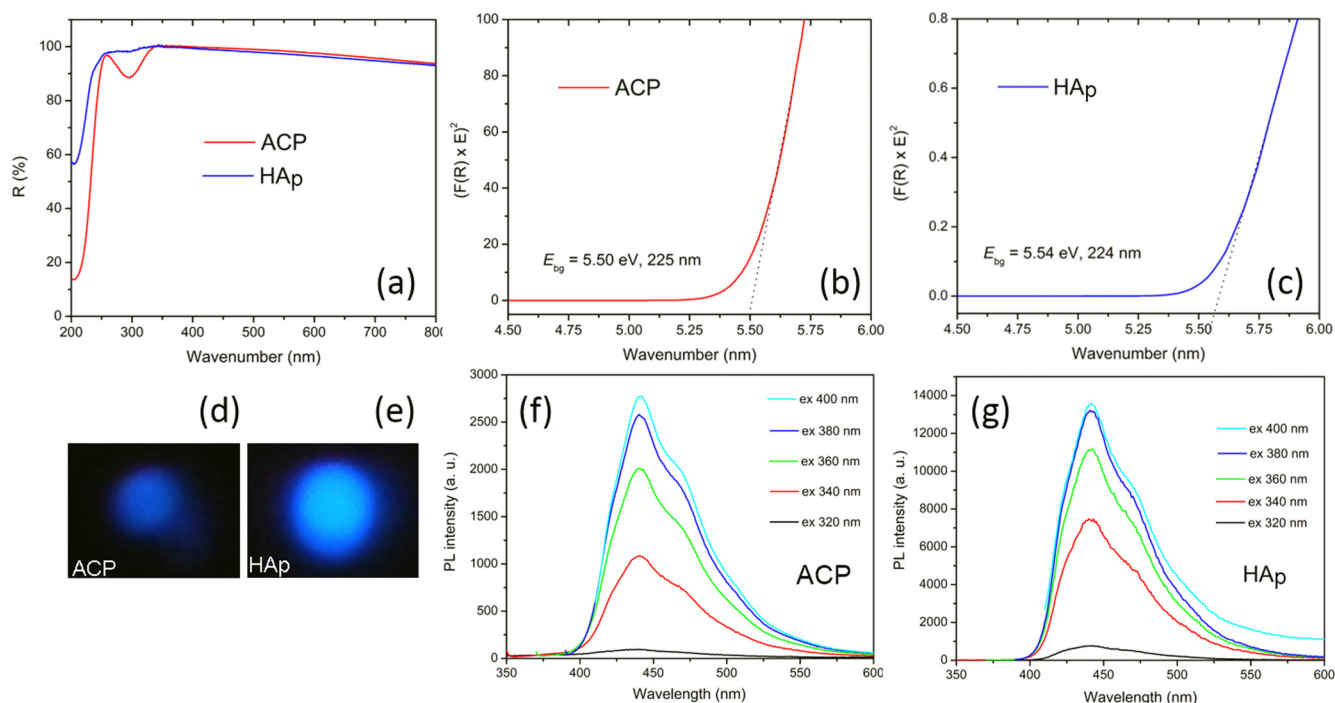 100
80
60
40
20
0
R (%)
ACP
HAp
(a)
200 300 400 500 600 700 800
Wavenumber (nm)
100
80
60
40
20
0
(F(R) x E)²
ACP
E_bg = 5.50 eV, 225 nm
(b)
4.50 4.75 5.00 5.25 5.50 5.75 6.00
Wavenumber (nm)
0.8
0.6
0.4
0.2
0.0
(F(R) x E)²
HAp
E_bg = 5.54 eV, 224 nm
(c)
4.50 4.75 5.00 5.25 5.50 5.75 6.00
Wavenumber (nm)
(d)
ACP
(e)
HAp
3000
2500
2000
1500
1000
500
0
PL intensity (a. u.)
(f)
ex 400 nm
ex 380 nm
ex 360 nm
ex 340 nm
ex 320 nm
ACP
350 400 450 500 550 600
Wavelength (nm)
14000
12000
10000
8000
6000
4000
2000
0
PL intensity (a. u.)
(g)
ex 400 nm
ex 380 nm
ex 360 nm
ex 340 nm
ex 320 nm
HAp
350 400 450 500 550 600
Wavelength (nm)